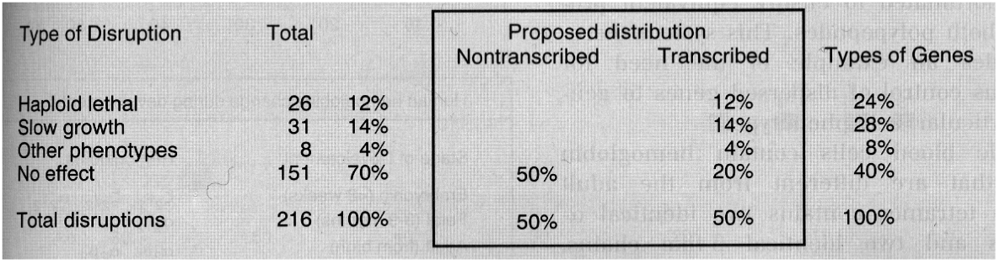 Proposed distribution
Type of Disruption Total Nontranscribed Transcribed Types of Genes
Haploid lethal 26 12% 12% 24%
Slow growth 31 14% 14% 28%
Other phenotypes 8 4% 4% 8%
No effect 151 70% 50% 20% 40%
Total disruptions 216 100% 50% 50% 100%